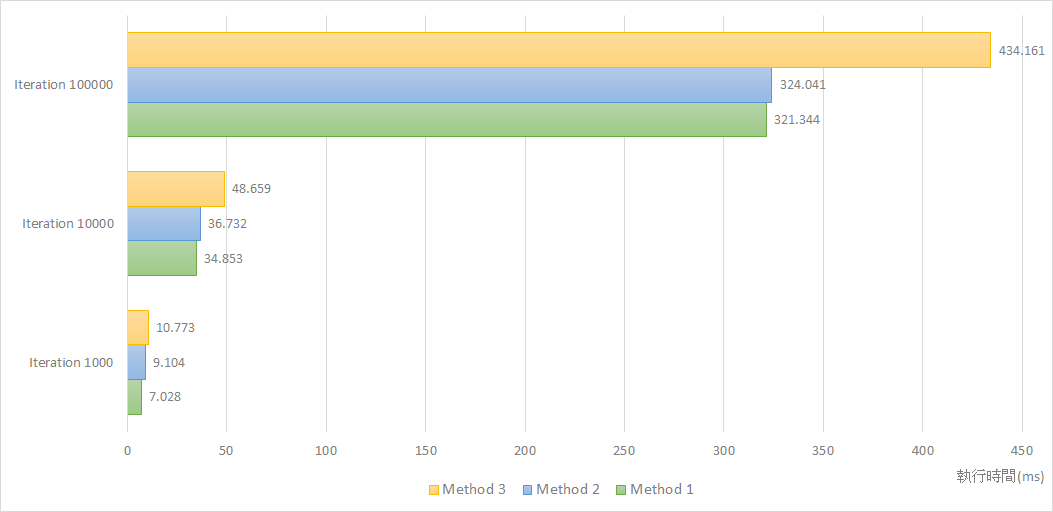 434.161
Iteration 100000
324.041
321.344
48.659
Iteration 10000
36.732
34.853
10.773
Iteration 1000
9.104
7.028
0 50 100 150 200 250 300 350 400 450
執行時間(ms)
Method 3 Method 2 Method 1